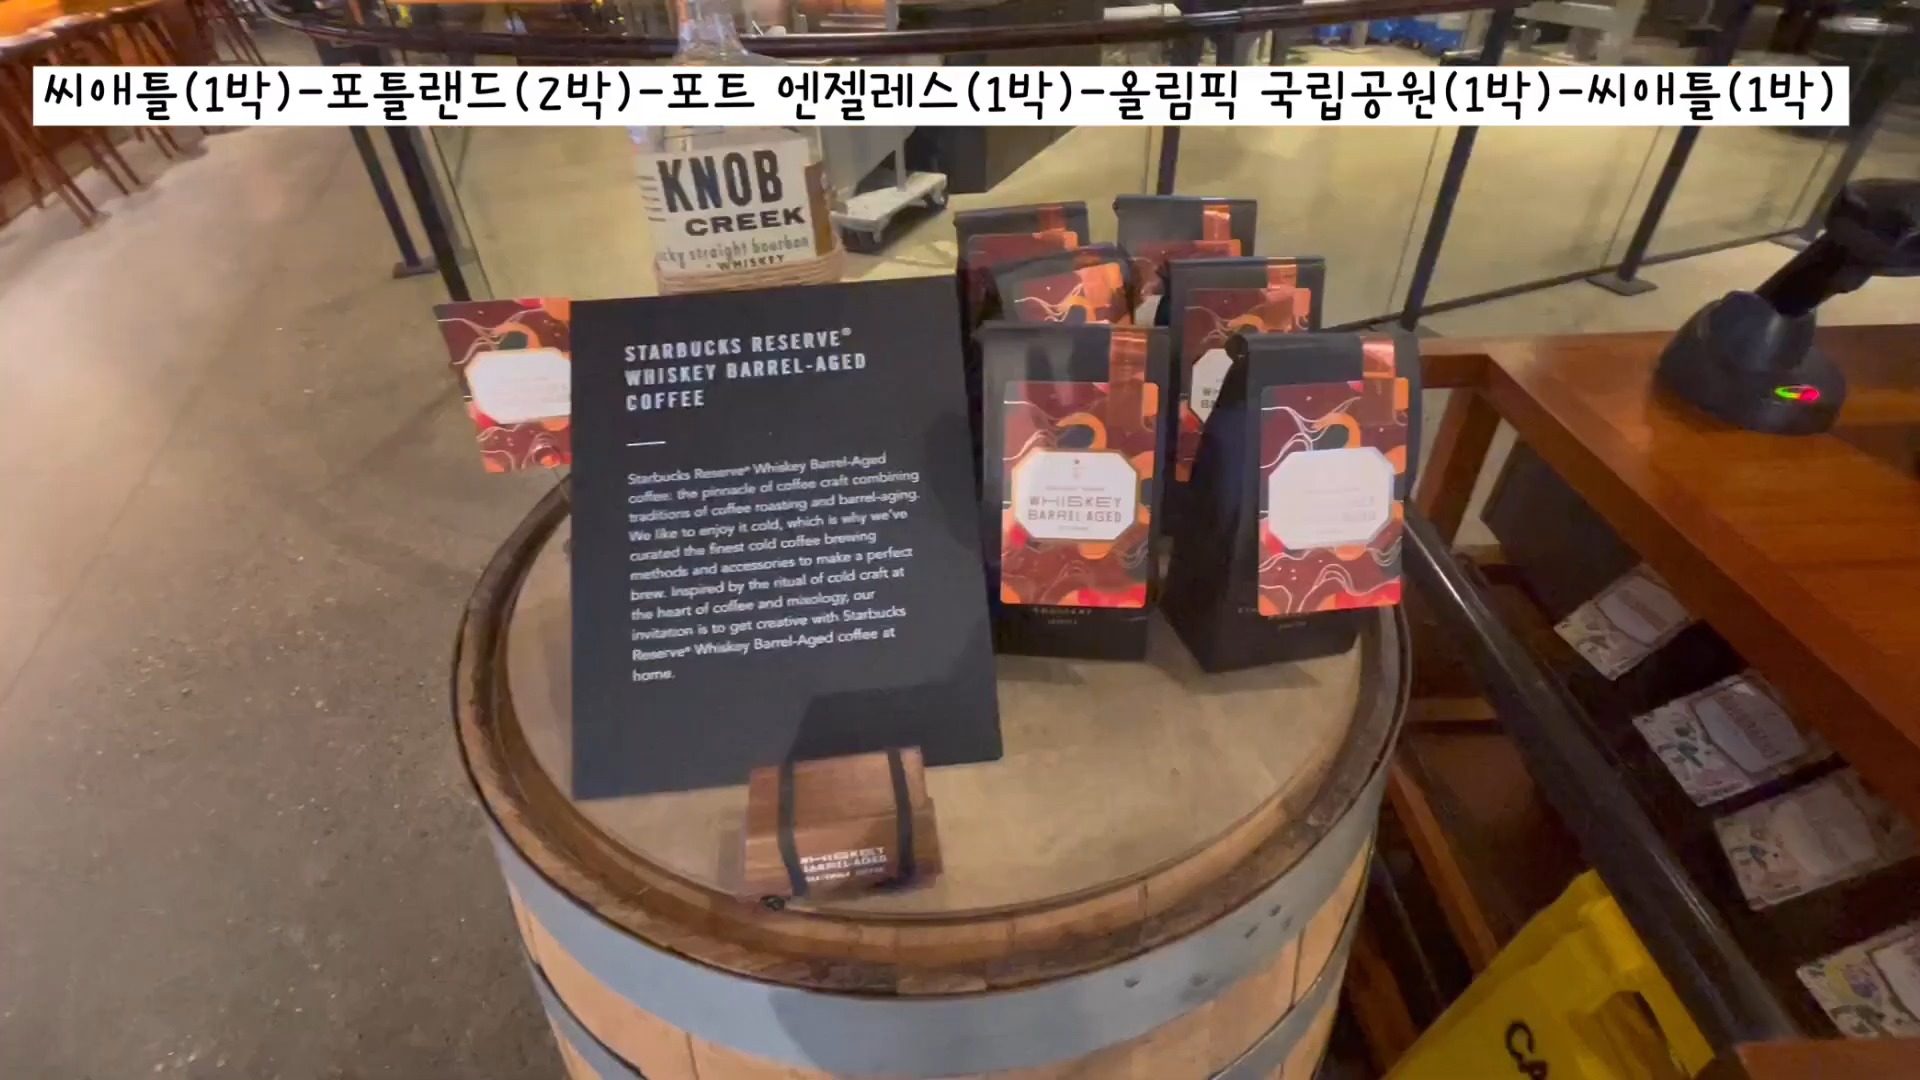 씨애틀(1박)-포틀랜드(2박)-포트 엔젤레스(1박)-올림픽 국립공원(1박)-씨애틀(1박)
KNOB
CREEK
straight bourbon
WHISKEY
STARBUCKS RESERVE®
WHISKEY BARREL-AGED
COFFEE
Starbucks Reserve® Whiskey Barrel-Aged
coffee: the pinnacle of coffee craft combining
traditions of coffee roasting and barrel-aging.
We like to enjoy it cold, which is why we've
curated the finest cold coffee brewing
methods and accessories to make a perfect
brew. Inspired by the ritual of cold craft at
the heart of coffee and mixology, our
invitation is to get creative with Starbucks
Reserve® Whiskey Barrel-Aged coffee at
home.
WHISKEY
BARREL-AGED
WHISKEY
BARREL-AGED